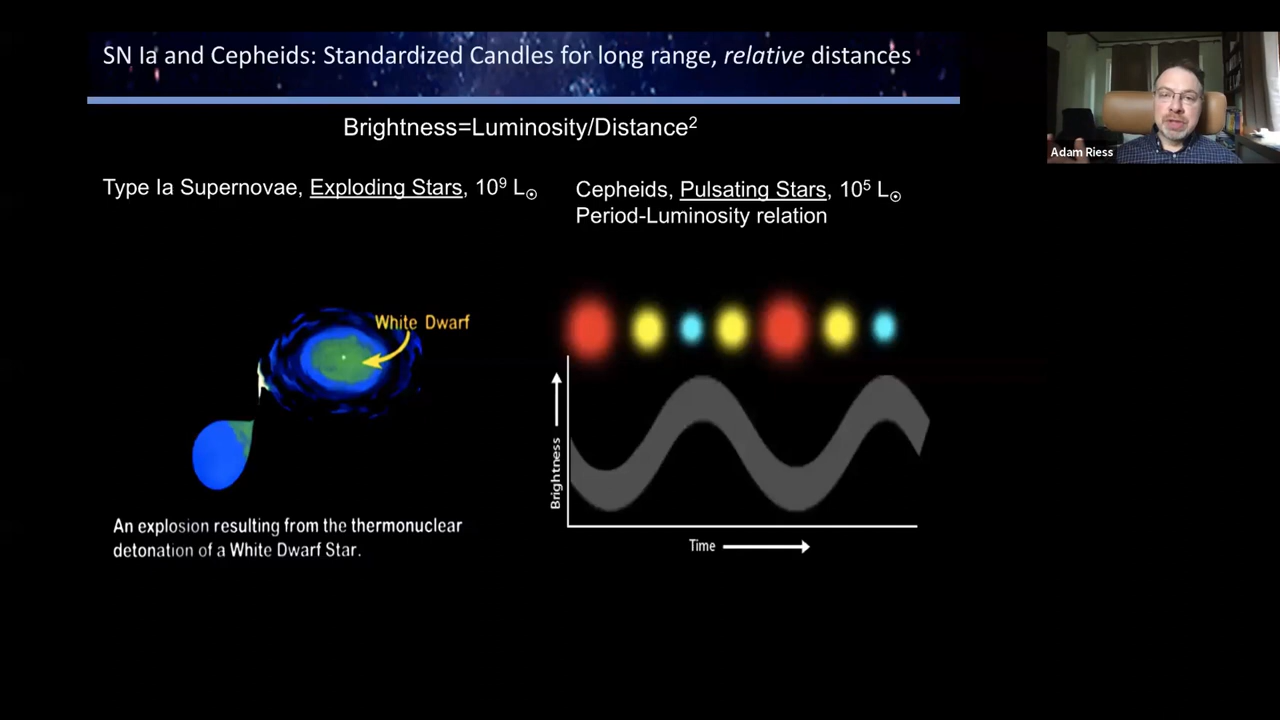 SN Ia and Cepheids: Standardized Candles for long range, relative distances
Adam Riess
Brightness=Luminosity/Distance²
Type Ia Supernovae, Exploding Stars, 10⁹ L☉
Cepheids, Pulsating Stars, 10⁵ L☉
Period-Luminosity relation
White Dwarf
An explosion resulting from the thermonuclear
detonation of a White Dwarf Star.
Brightness
Time